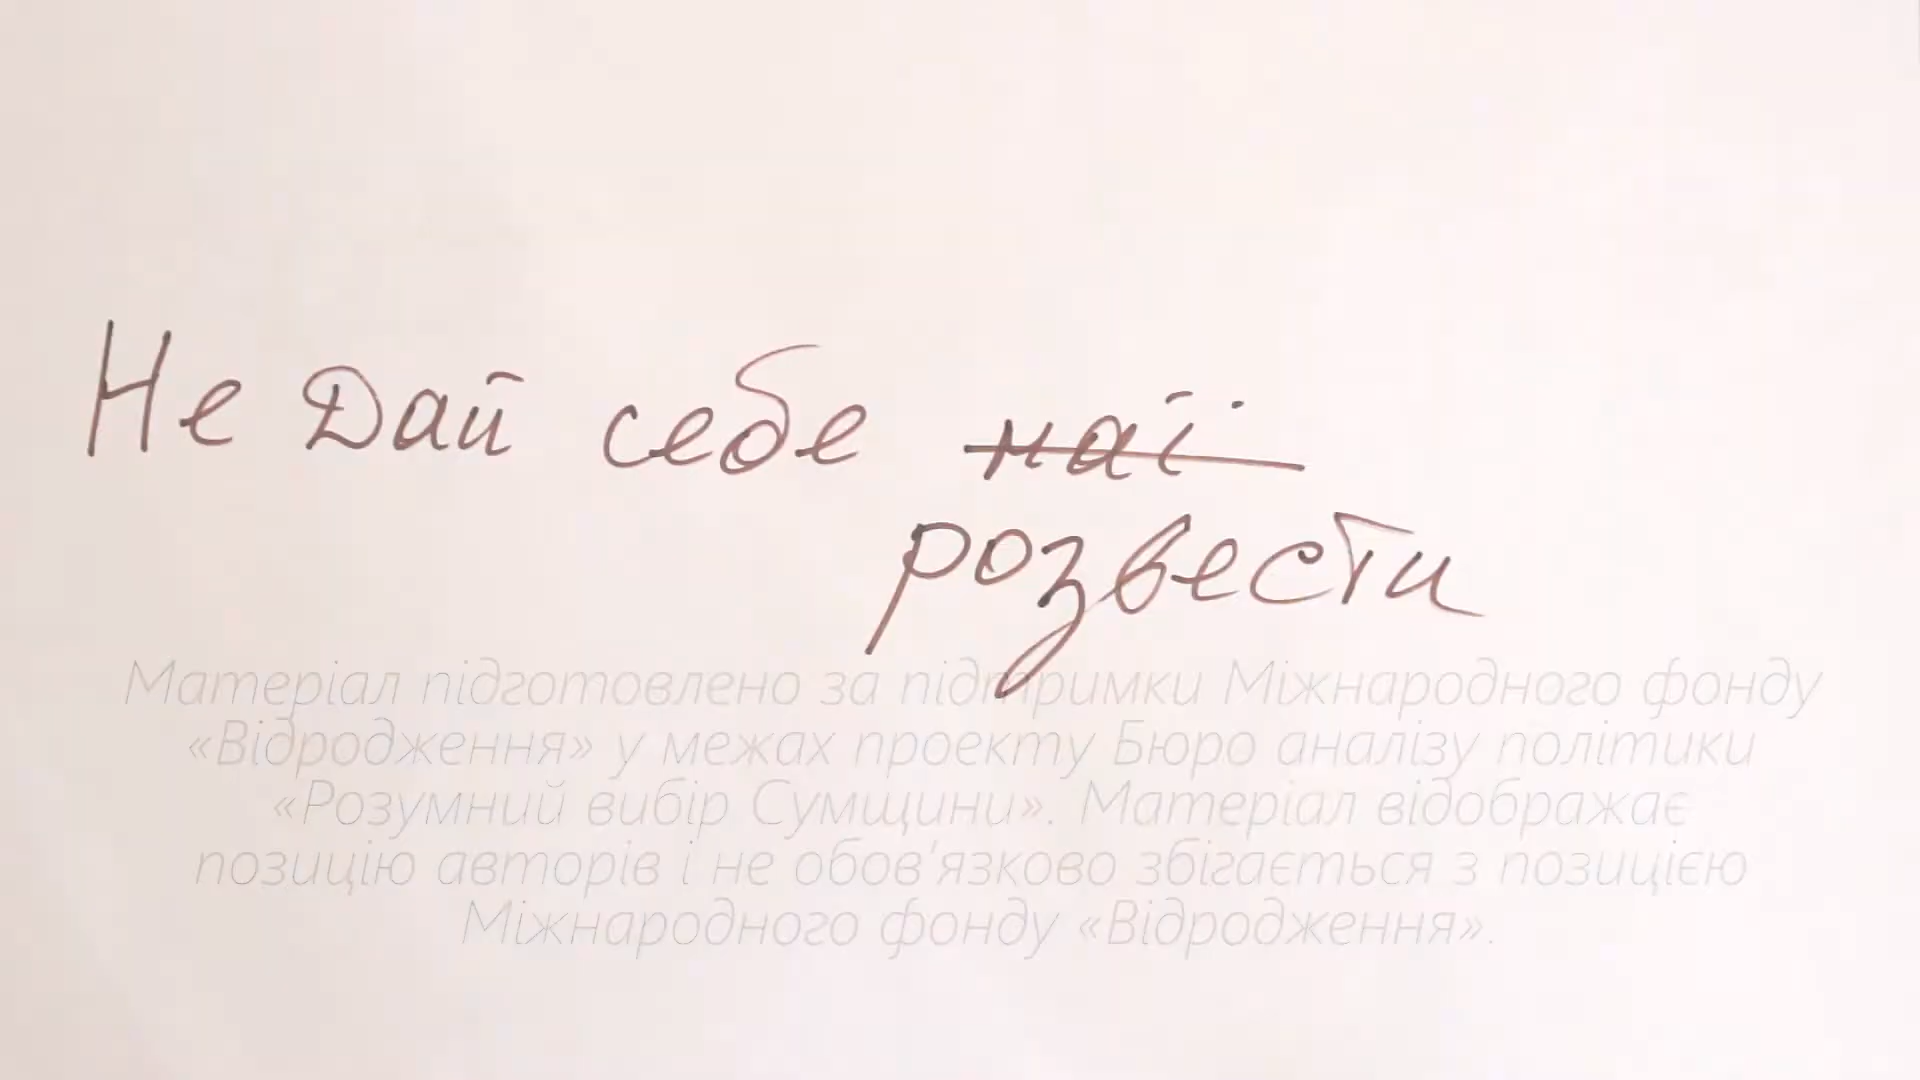 Не дай себе наї
розвести
Матеріал підготовлено за підтримки Міжнародного фонду
«Відродження» у межах проекту Бюро аналізу політики
«Розумний вибір Сумщини». Матеріал відображає
позицію авторів і не обов'язково збігається з позицією
Міжнародного фонду «Відродження».